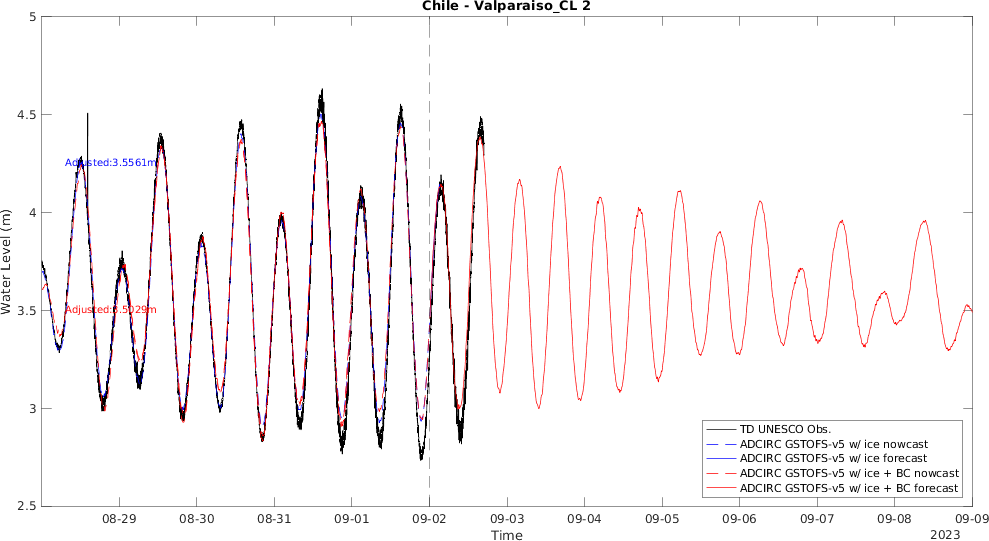 Chile - Valparaiso_CL 2
5
4.5
4
3.5
3
2.5
Water Level (m)
Adjusted:3.5561m
Adjusted:3.5029m
TD UNESCO Obs.
ADCIRC GSTOFS-v5 w/ ice nowcast
ADCIRC GSTOFS-v5 w/ ice forecast
ADCIRC GSTOFS-v5 w/ ice + BC nowcast
ADCIRC GSTOFS-v5 w/ ice + BC forecast
08-29 08-30 08-31 09-01 09-02 09-03 09-04 09-05 09-06 09-07 09-08 09-09
Time
2023